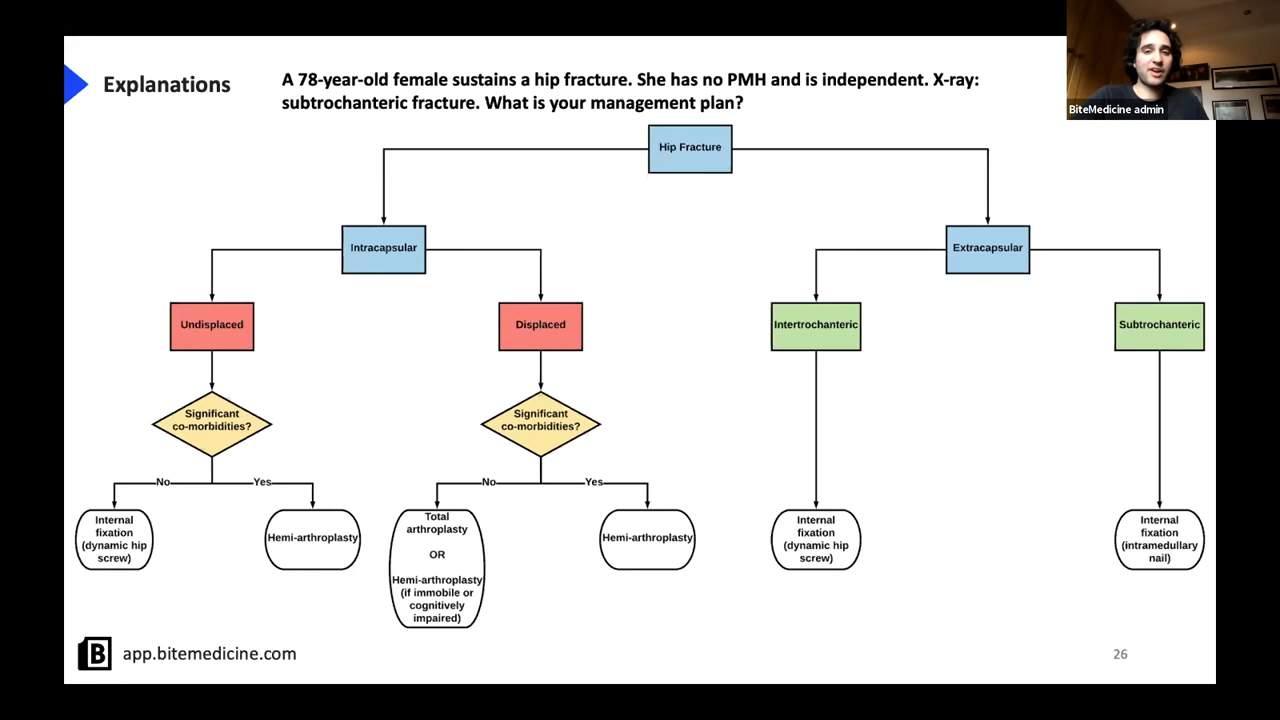 Explanations
A 78-year-old female sustains a hip fracture. She has no PMH and is independent. X-ray:
subtrochanteric fracture. What is your management plan?
BiteMedicine admin
Hip Fracture
Intracapsular
Extracapsular
Undisplaced
Displaced
Intertrochanteric
Subtrochanteric
Significant
co-morbidities?
Significant
co-morbidities?
No
Yes
No
Yes
Internal
fixation
(dynamic hip
screw)
Hemi-arthroplasty
Total
arthroplasty
OR
Hemi-arthroplasty
(if immobile or
cognitively
impaired)
Hemi-arthroplasty
Internal
fixation
(dynamic hip
screw)
Internal
fixation
(intramedullary
nail)
B
app.bitemedicine.com
26